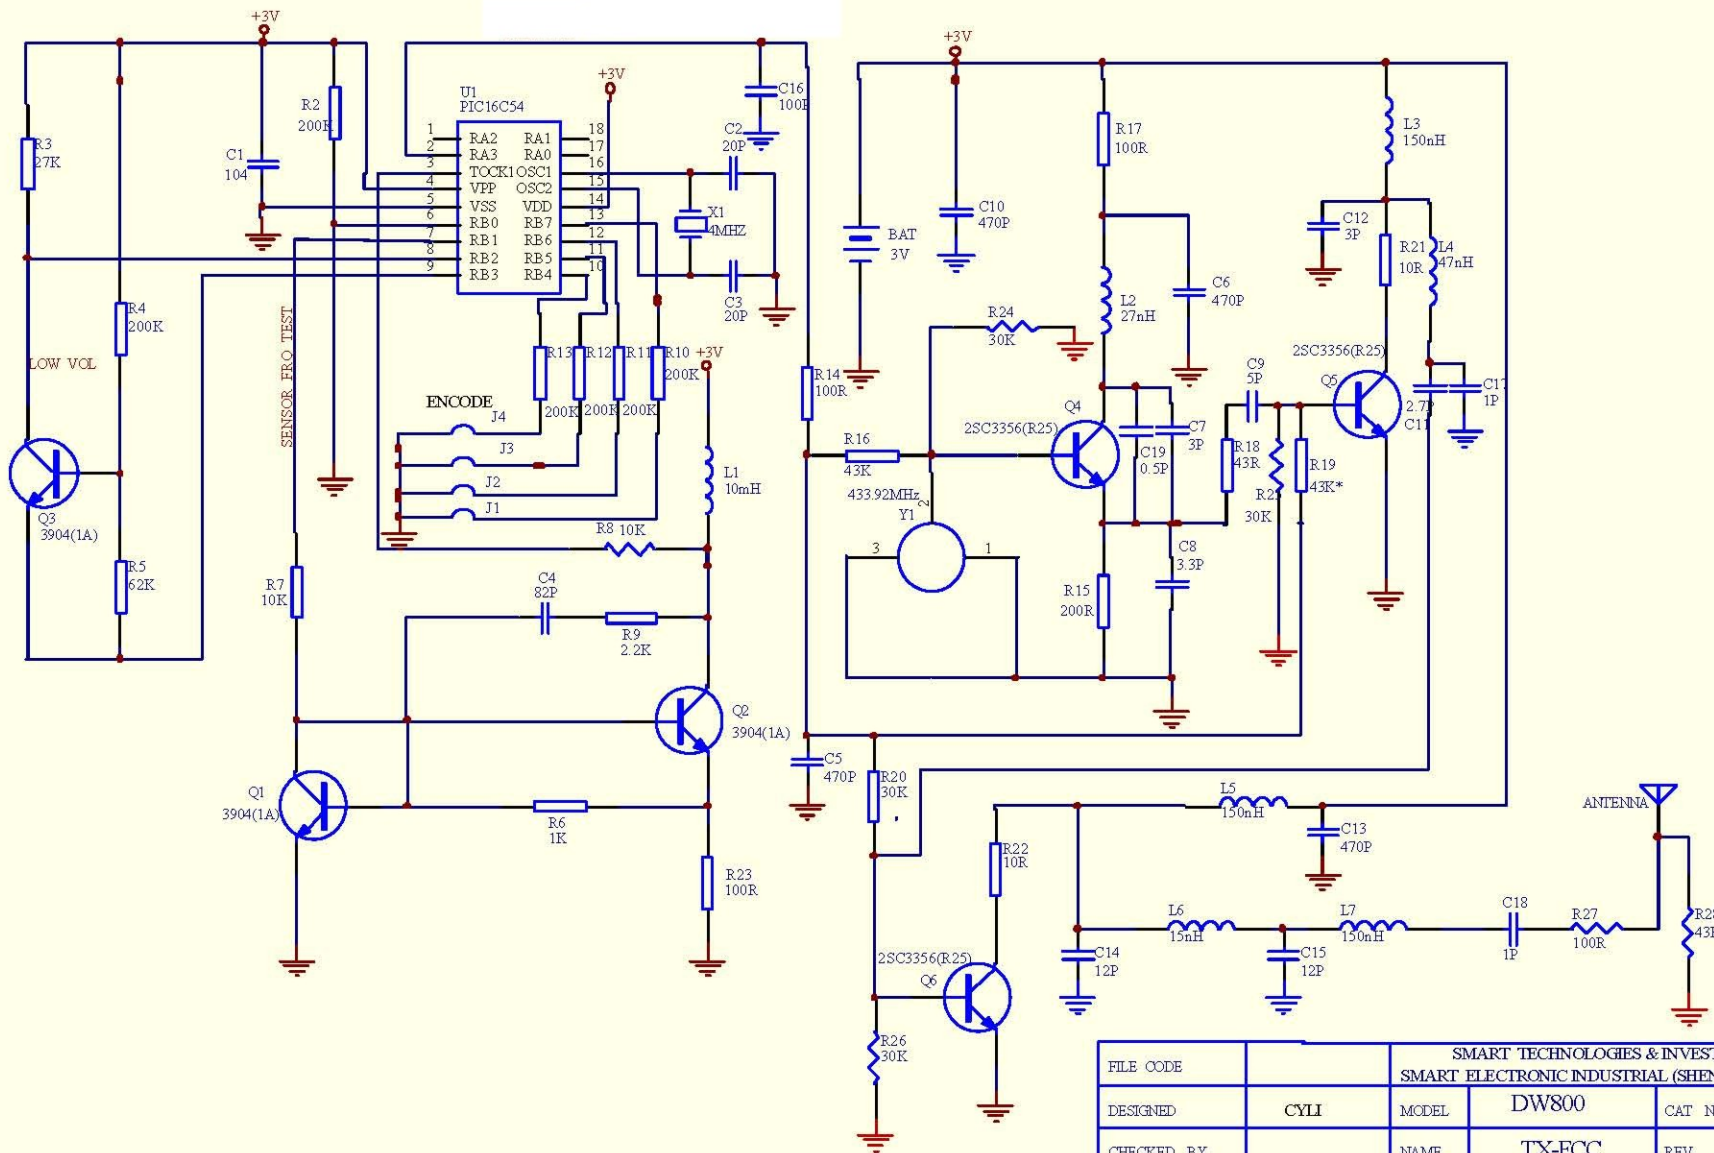 +3V
+3V
+3V
U1
PIC16C54
1 RA2 RA1 18
2 RA3 RA0 17
3 TOCK1 OSC1 16
4 VPP OSC2 15
5 VSS VDD 14
6 RB0 RB7 13
7 RB1 RB6 12
8 RB2 RB5 11
9 RB3 RB4 10
R3
27K
C1
104
R2
200K
C16
C2
20P
X1
4MHZ
C3
20P
R4
200K
LOW VOL
SENSOR FRQ TEST
Q3
3904(1A)
R5
62K
R13
200K
R12
200K
R11
200K
R10
200K
+3V
ENCODE
J4
J3
J2
J1
L1
10mH
R8 10K
R7
10K
C4
82P
R9
2.2K
Q2
3904(1A)
Q1
3904(1A)
R6
1K
R23
100R
BAT
3V
C10
470P
R17
100R
L2
27nH
C6
470P
L3
150nH
C12
3P
R21
10R
L4
47nH
R24
30K
R14
100R
R16
43K
433.92MHz
Y1
2
3
1
Q4
2SC3356(R25)
C19
0.5P
C7
3P
R18
43R
C9
5P
30K
R19
43K*
2SC3356(R25)
Q5
C11
1P
R15
200R
C8
3.3P
C5
470P
R20
30K
R22
10R
L5
150nH
C13
470P
ANTENNA
L6
15nH
L7
150nH
C18
1P
R27
100R
C14
12P
C15
12P
2SC3356(R25)
Q6
R26
30K
FILE CODE
SMART TECHNOLOGIES &
SMART ELECTRONIC INDUSTRIAL
DESIGNED CYLI MODEL DW800 CAT
CHECKED BY NAME TX-FCC REV